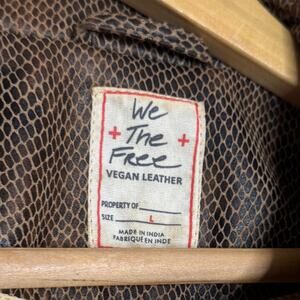 We
+ The +
Free
VEGAN LEATHER
PROPERTY OF
SIZE L
MADE IN INDIA
FABRIQUÉ EN INDE